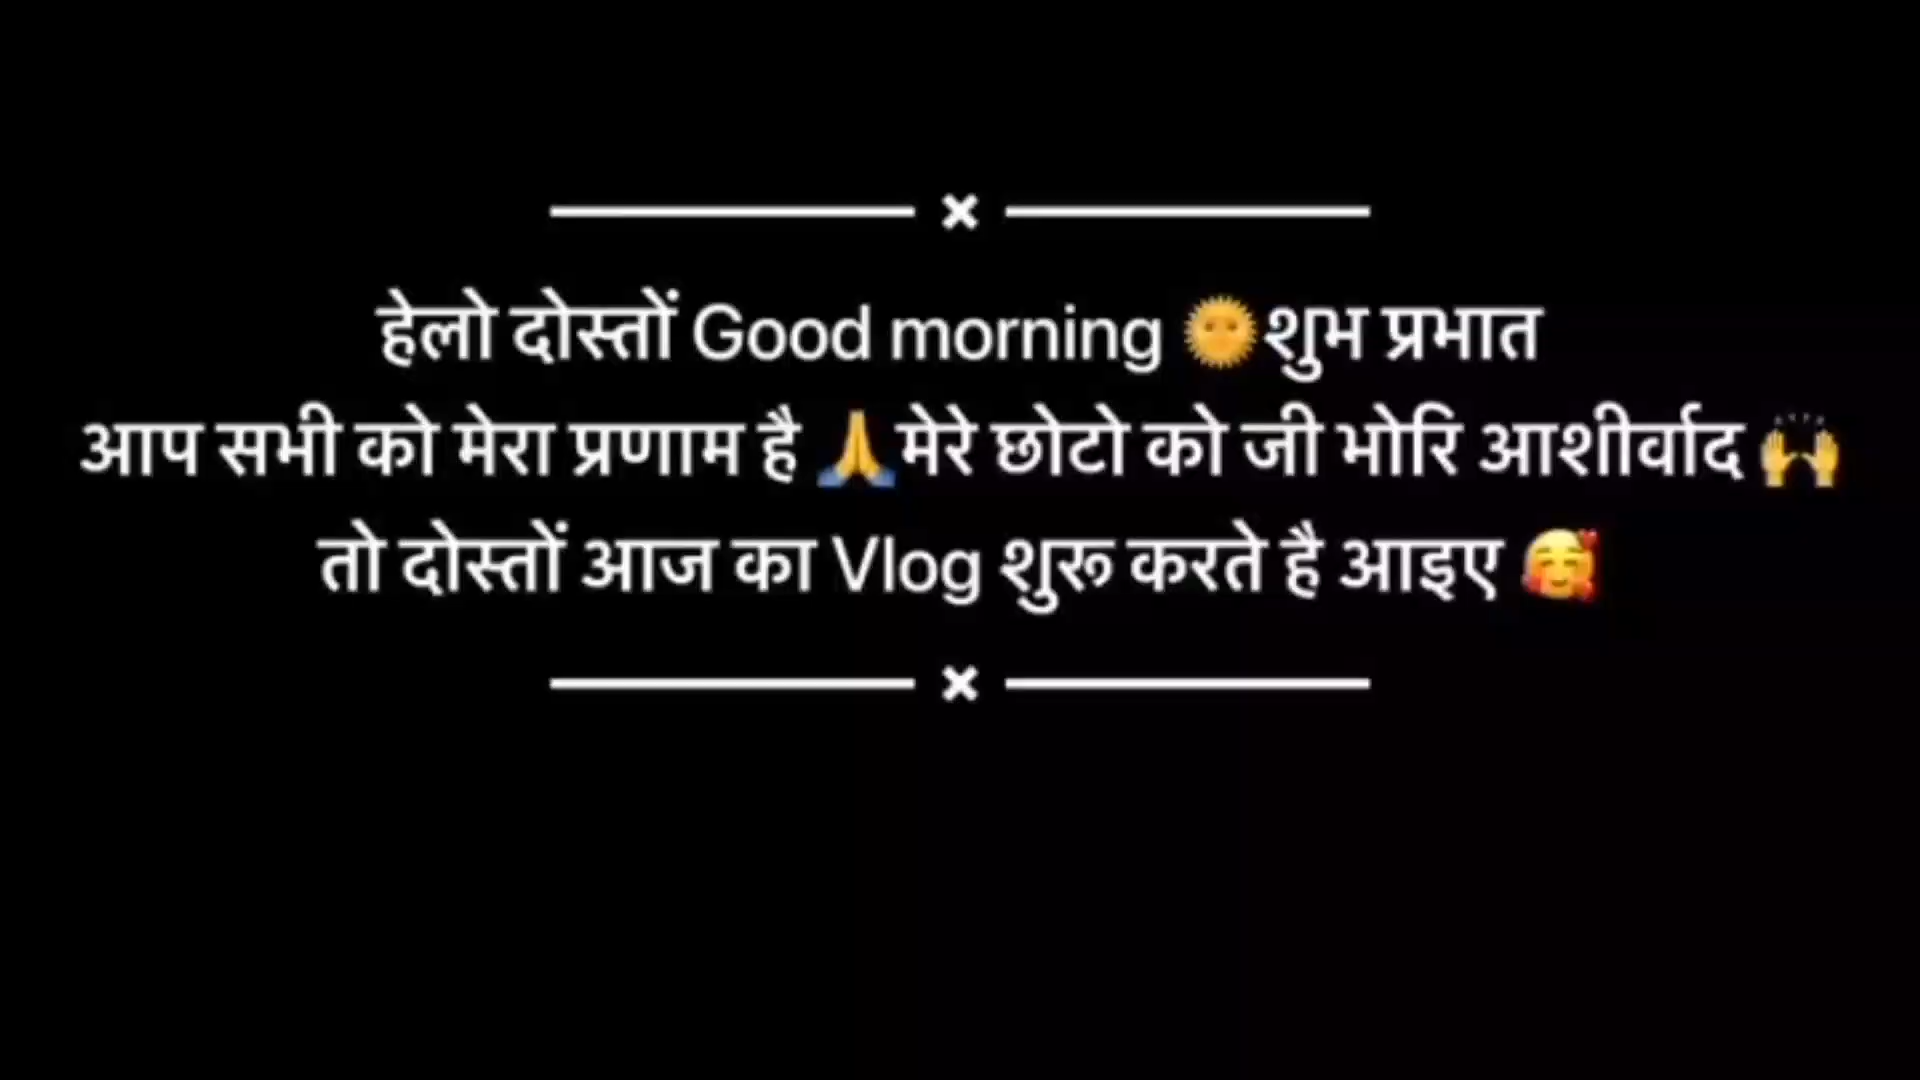 हेलो दोस्तों Good morning 🌞शुभ प्रभात
आप सभी को मेरा प्रणाम है 🙏मेरे छोटो को जी भोरि आशीर्वाद 🙌
तो दोस्तों आज का Vlog शुरू करते है आइए 🥰